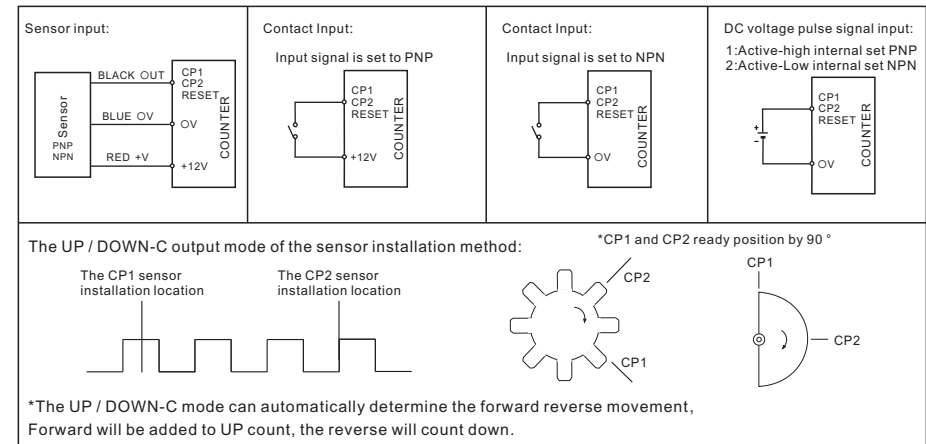 Sensor input:
BLACK OUT
BLUE OV
RED +V
Sensor
PNP
NPN
CP1
CP2
RESET
OV
+12V
COUNTER
Contact Input:
Input signal is set to PNP
CP1
CP2
RESET
+12V
COUNTER
Contact Input:
Input signal is set to NPN
CP1
CP2
RESET
OV
COUNTER
DC voltage pulse signal input:
1:Active-high internal set PNP
2:Active-Low internal set NPN
+
-
CP1
CP2
RESET
OV
COUNTER
The UP / DOWN-C output mode of the sensor installation method:
The CP1 sensor
installation location
The CP2 sensor
installation location
*CP1 and CP2 ready position by 90 °
CP2
CP1
CP1
CP2
*The UP / DOWN-C mode can automatically determine the forward reverse movement,
Forward will be added to UP count, the reverse will count down.